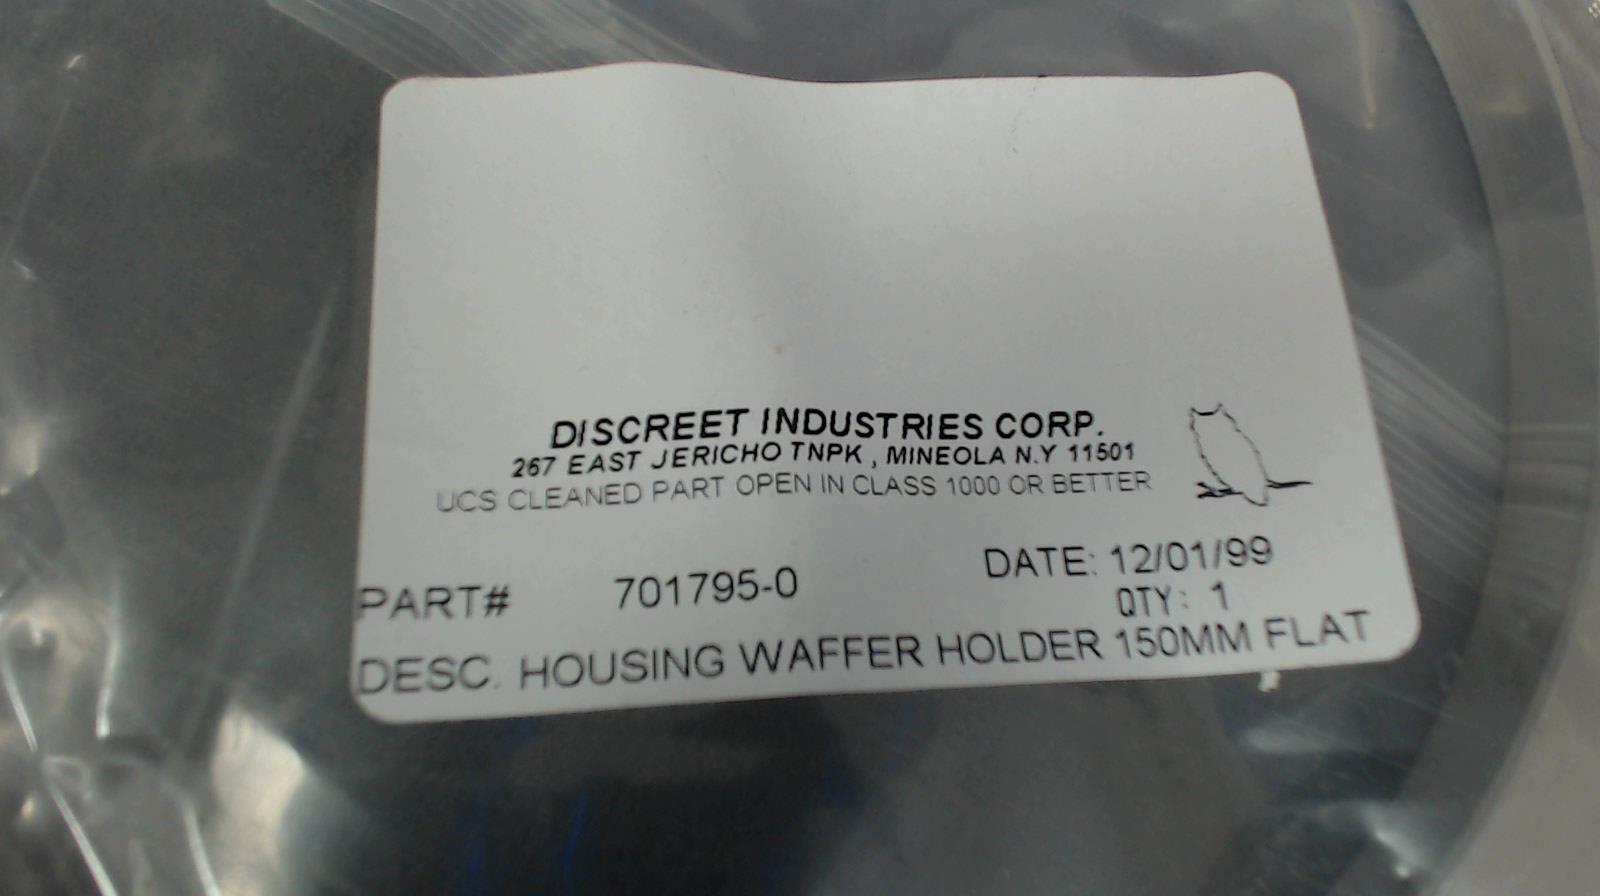 DISCREET INDUSTRIES CORP.
267 EAST JERICHO TNPK, MINEOLA N.Y 11501
UCS CLEANED PART OPEN IN CLASS 1000 OR BETTER
DATE: 12/01/99
PART# 701795-0
QTY: 1
DESC. HOUSING WAFFER HOLDER 150MM FLAT